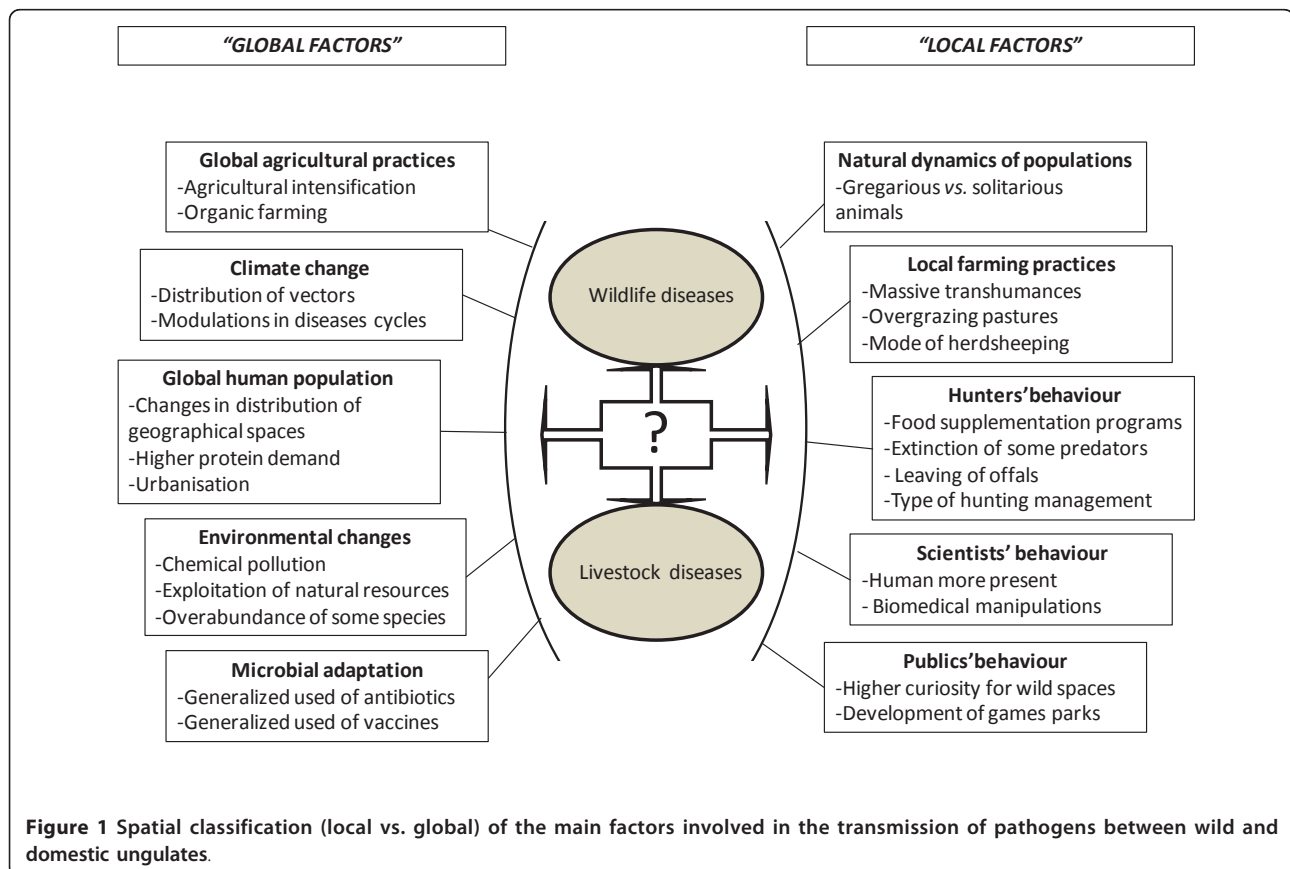 "GLOBAL FACTORS"
"LOCAL FACTORS"
Global agricultural practices
-Agricultural intensification
-Organic farming
Climate change
-Distribution of vectors
-Modulations in diseases cycles
Global human population
-Changes in distribution of
geographical spaces
-Higher protein demand
-Urbanisation
Environmental changes
-Chemical pollution
-Exploitation of natural resources
-Overabundance of some species
Microbial adaptation
-Generalized used of antibiotics
-Generalized used of vaccines
Wildlife diseases
?
Livestock diseases
Natural dynamics of populations
-Gregarious vs. solitarious
animals
Local farming practices
-Massive transhumances
-Overgrazing pastures
-Mode of herdsheeping
Hunters'behaviour
-Food supplementation programs
-Extinction of some predators
- Leaving of offals
-Type of hunting management
Scientists' behaviour
-Human more present
- Biomedical manipulations
Publics'behaviour
-Higher curiosity for wild spaces
-Development of games parks
Figure 1 Spatial classification (local vs. global) of the main factors involved in the transmission of pathogens between wild and
domestic ungulates.